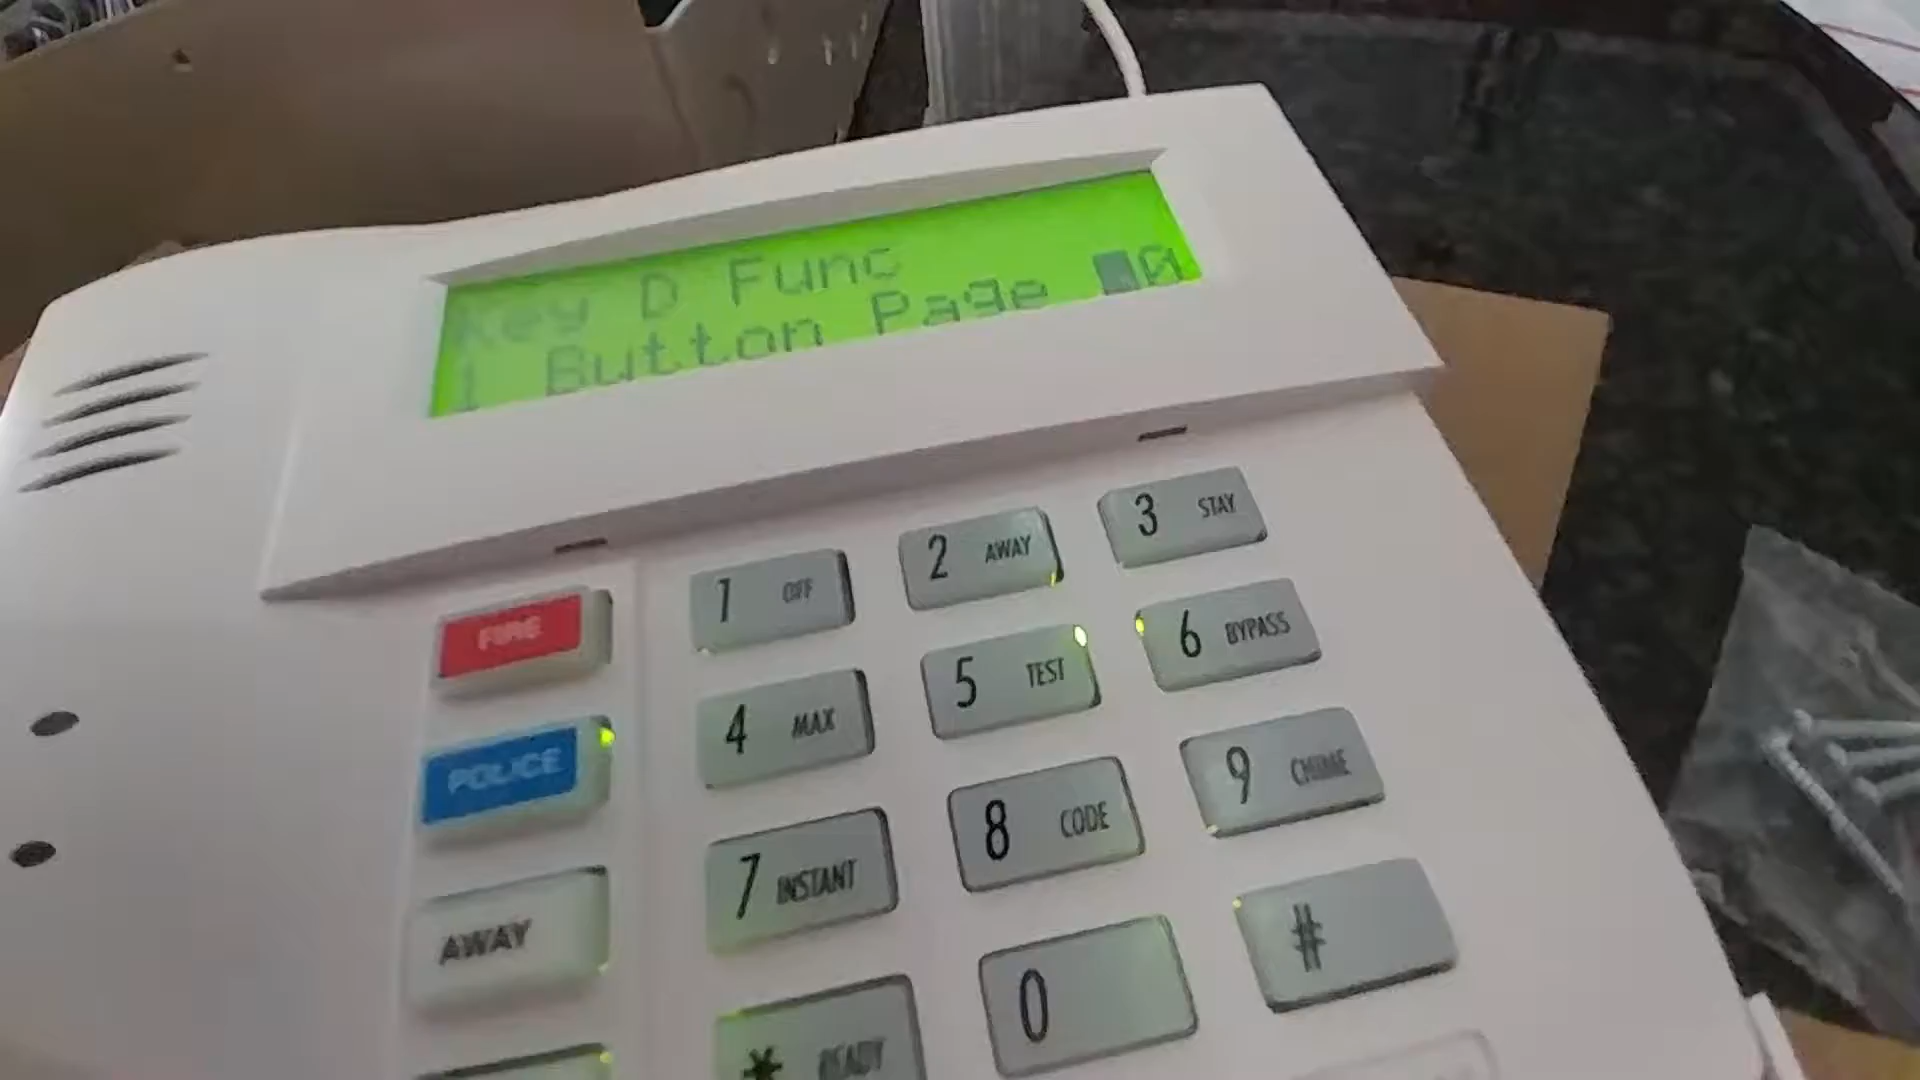 Key D Func
1 Button Page 0
1 OFF
2 AWAY
3 STAY
FIRE
4 MAX
5 TEST
6 BYPASS
POLICE
7 INSTANT
8 CODE
9 CHIME
AWAY
* READY
0
#